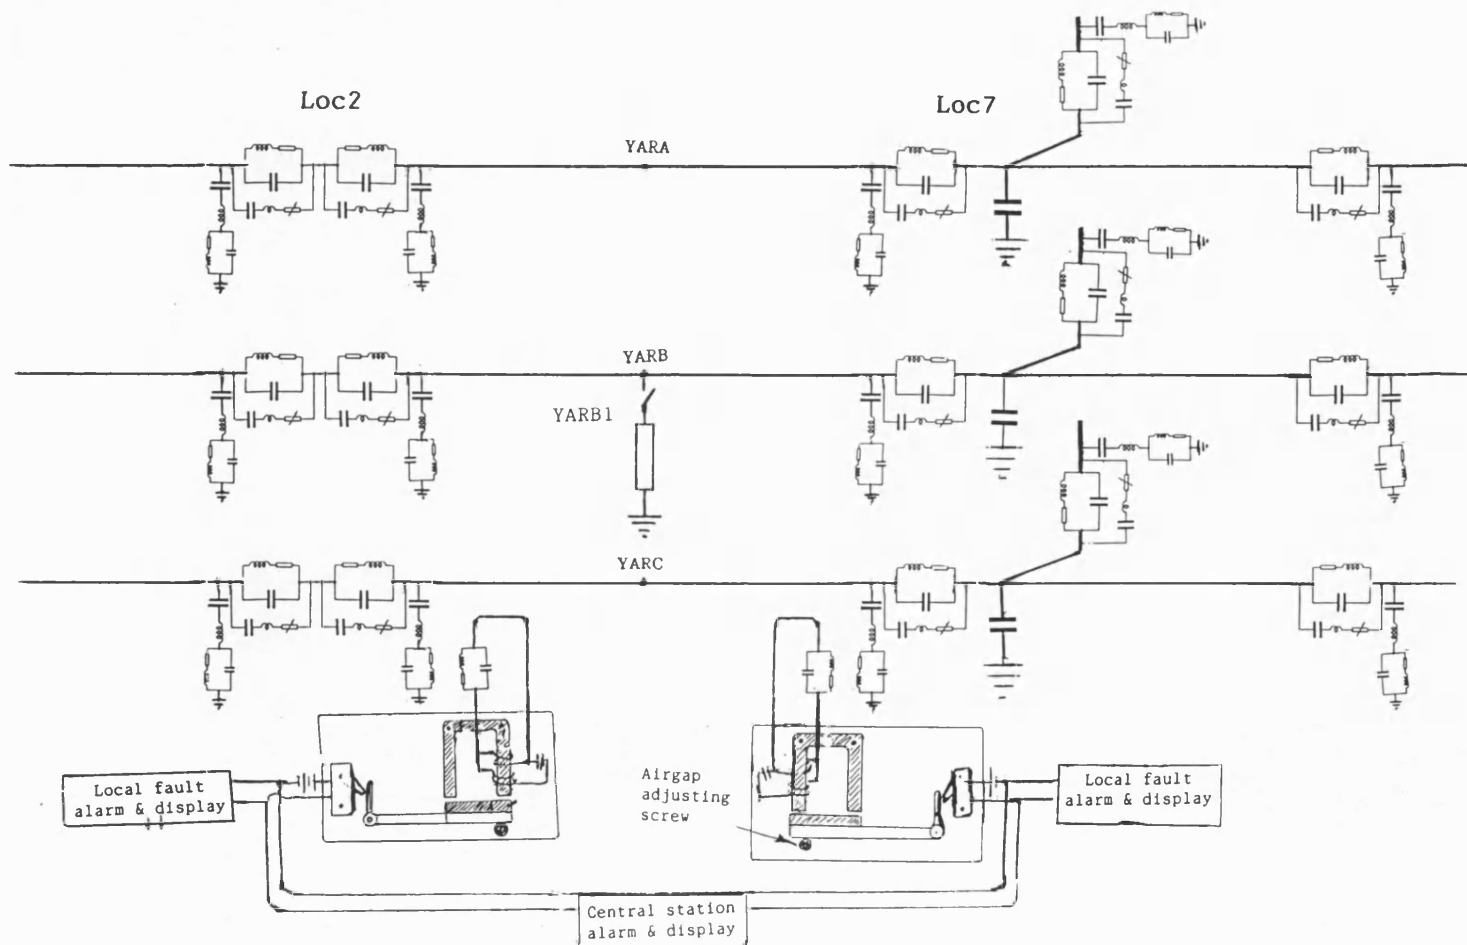 Loc2
Loc7
YARA
YARB
YARB1
YARC
Airgap
adjusting
screw
Local fault
alarm & display
Local fault
alarm & display
Central station
alarm & display